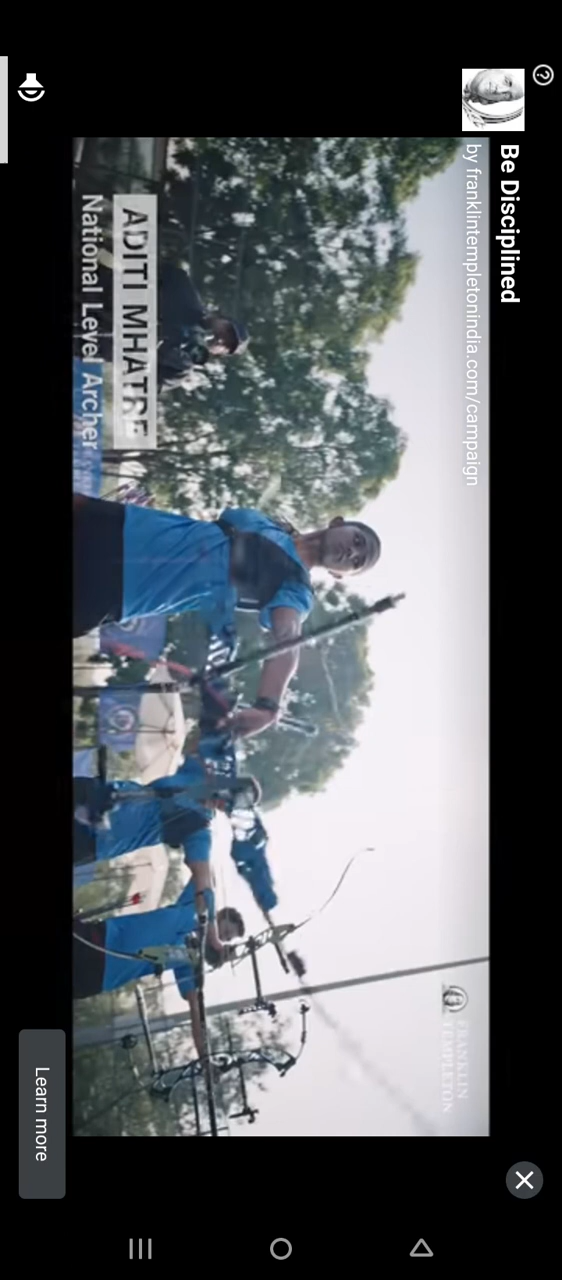 Be Disciplined
by franklintempletonindia.com/campaign
FRANKLIN
TEMPLETON
ADITI MHATRE
National Level Archer
Learn more